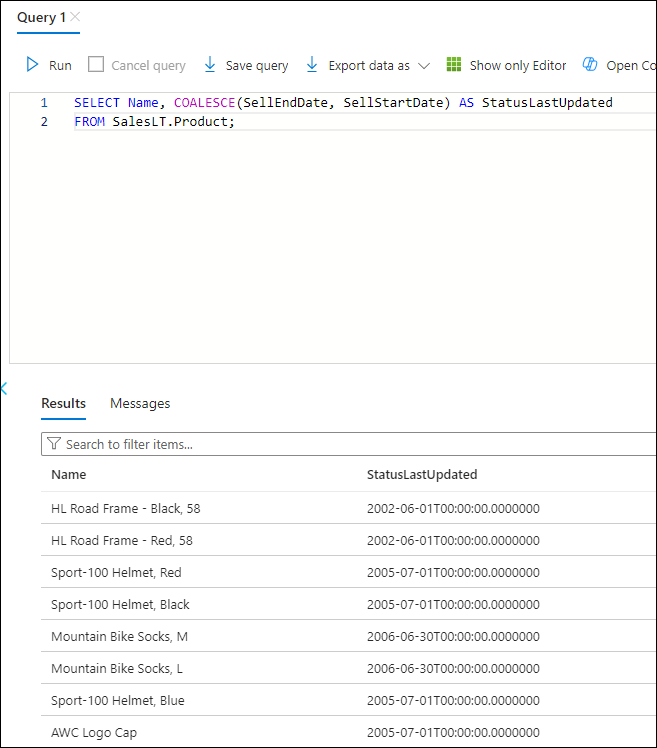 Query 1
Run Cancel query Save query Export data as Show only Editor Open Co
1 SELECT Name, COALESCE(SellEndDate, SellStartDate) AS StatusLastUpdated
2 FROM SalesLT.Product;
Results Messages
Search to filter items...
Name StatusLastUpdated
HL Road Frame - Black, 58 2002-06-01T00:00:00.0000000
HL Road Frame - Red, 58 2002-06-01T00:00:00.0000000
Sport-100 Helmet, Red 2005-07-01T00:00:00.0000000
Sport-100 Helmet, Black 2005-07-01T00:00:00.0000000
Mountain Bike Socks, M 2006-06-30T00:00:00.0000000
Mountain Bike Socks, L 2006-06-30T00:00:00.0000000
Sport-100 Helmet, Blue 2005-07-01T00:00:00.0000000
AWC Logo Cap 2005-07-01T00:00:00.0000000